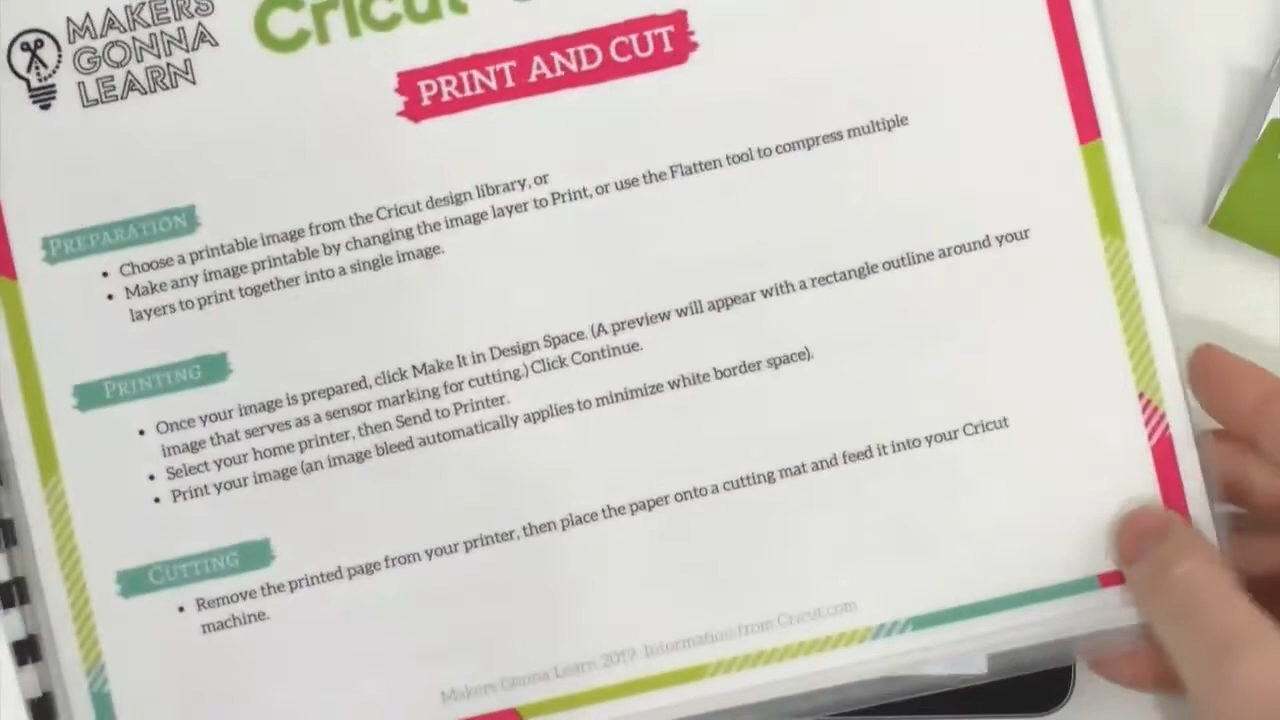 MAKERS
GONNA
LEARN
Cricut
PRINT AND CUT
PREPARATION
• Choose a printable image from the Cricut design library, or
• Make any image printable by changing the image layer to Print, or use the Flatten tool to compress multiple
layers to print together into a single image.
PRINTING
• Once your image is prepared, click Make It in Design Space. (A preview will appear with a rectangle outline around your
image that serves as a sensor marking for cutting.) Click Continue.
• Select your home printer, then Send to Printer.
• Print your image (an image bleed automatically applies to minimize white border space).
CUTTING
• Remove the printed page from your printer, then place the paper onto a cutting mat and feed it into your Cricut
machine.
Makers Gonna Learn 2019 Information from Cricut.com